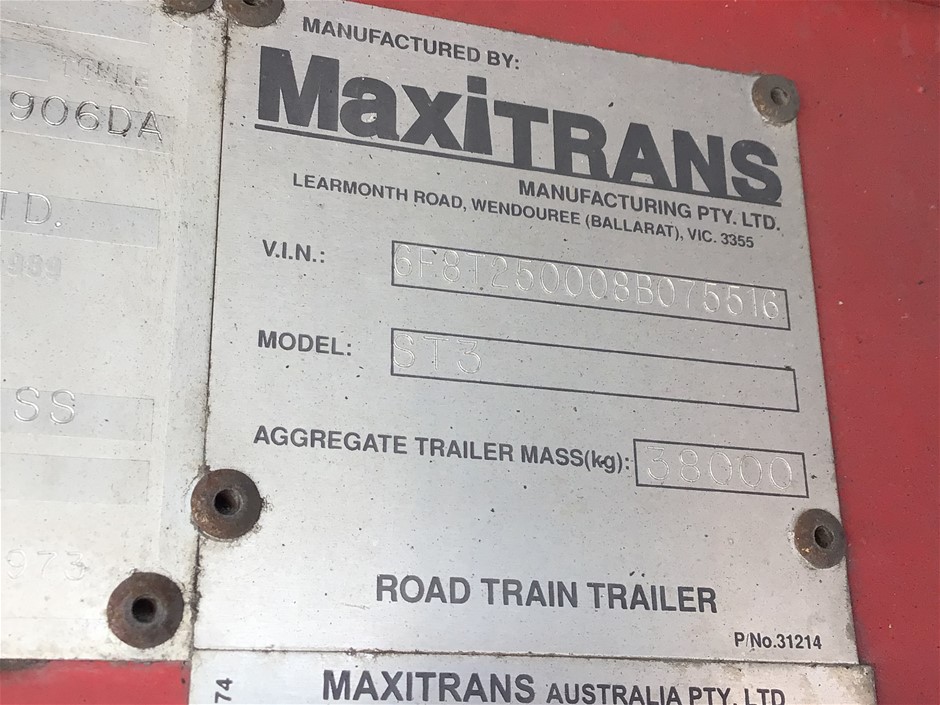 906DA
TD.
SS
973
MANUFACTURED BY:
MaxiTRANS
MANUFACTURING PTY. LTD.
LEARMONTH ROAD, WENDOUREE (BALLARAT), VIC. 3355
V.I.N.: 6F8T250008B075516
MODEL: ST3
AGGREGATE TRAILER MASS(kg): 38000
ROAD TRAIN TRAILER
P/No.31214
74
MAXITRANS AUSTRALIA PTY. LTD